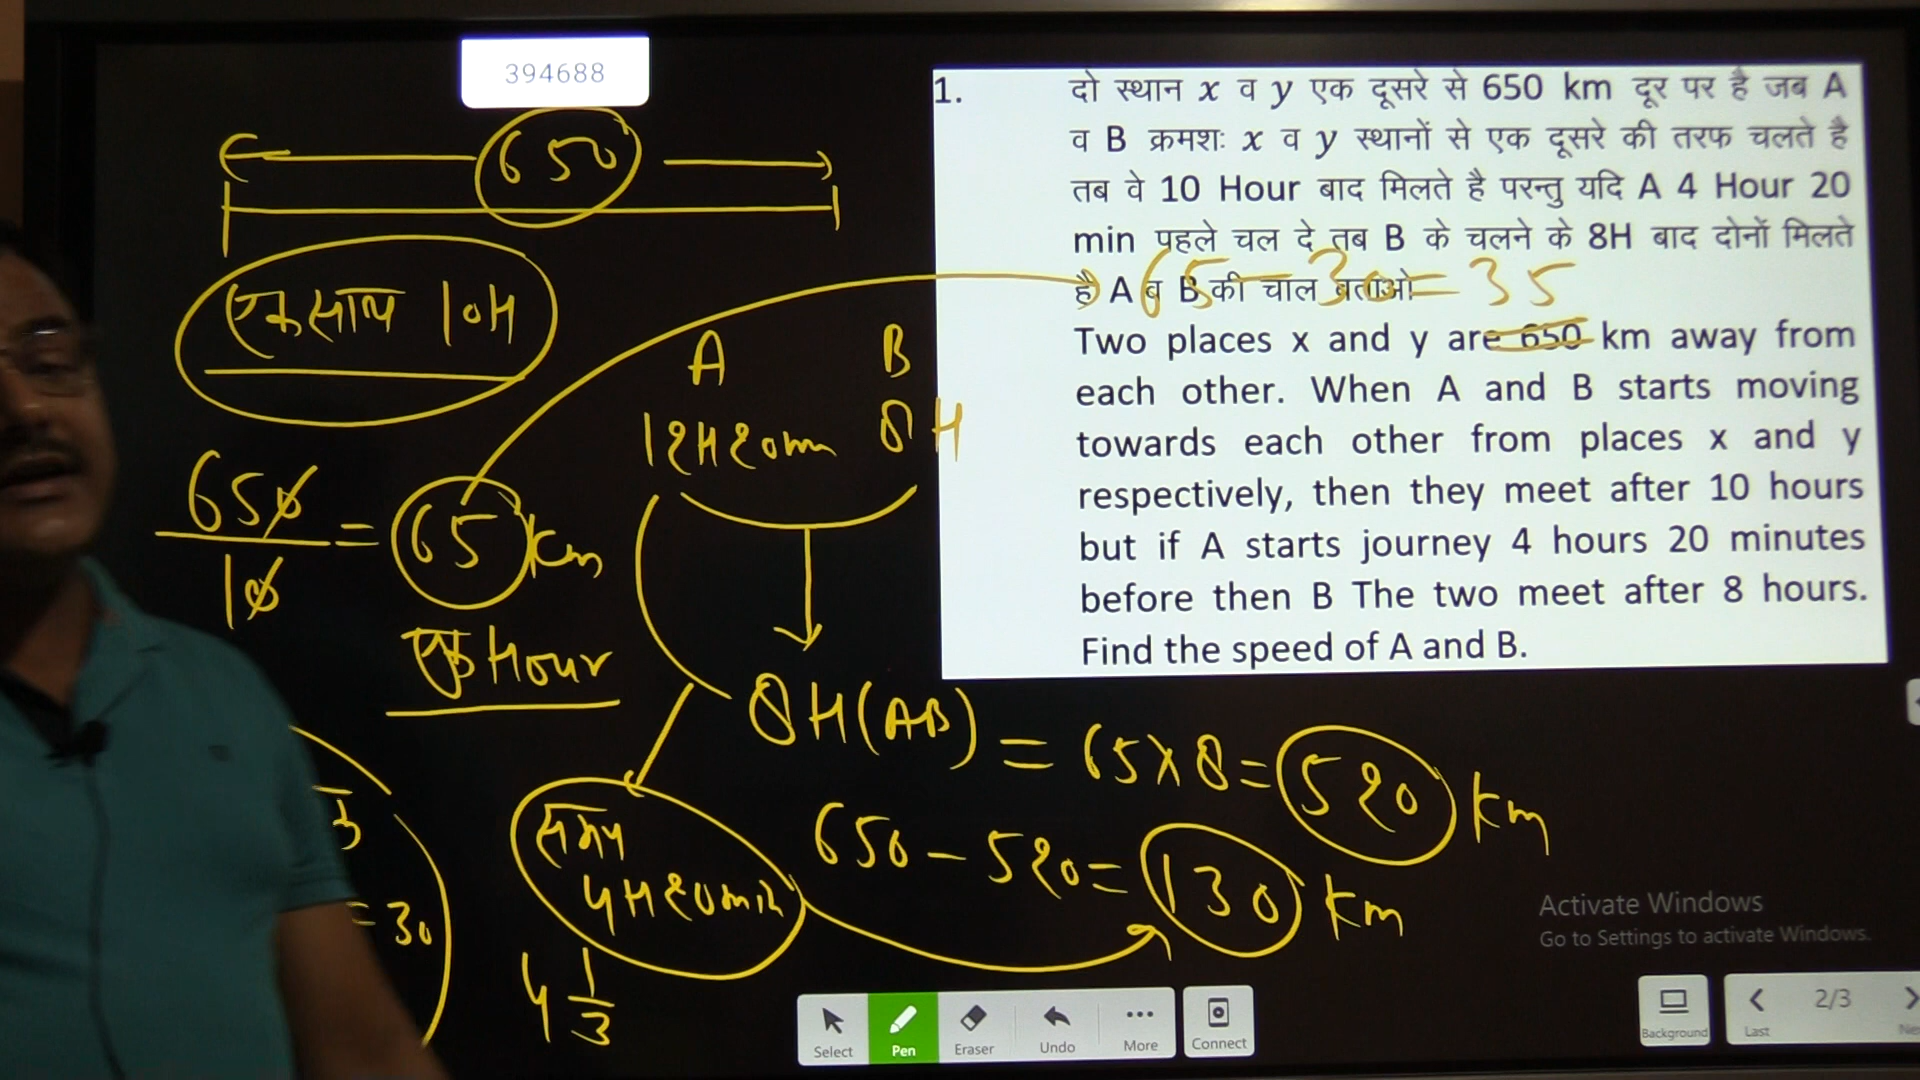 394688
650
एक साथ 10H
650/10 = 65 km
एक Hour
A B
12H20min 8H
8H(AB) = 65×8 = 520 km
650 - 520 = 130 km
समय
4H20min
4 1/3
3
= 30
1. दो स्थान x व y एक दूसरे से 650 km दूर पर है जब A
व B क्रमशः x व y स्थानों से एक दूसरे की तरफ चलते है
तब वे 10 Hour बाद मिलते है परन्तु यदि A 4 Hour 20
min पहले चल दे तब B के चलने के 8H बाद दोनों मिलते
है A व B की चाल बताओ।
65 - 30 = 35
Two places x and y are 650 km away from
each other. When A and B starts moving
towards each other from places x and y
respectively, then they meet after 10 hours
but if A starts journey 4 hours 20 minutes
before then B The two meet after 8 hours.
Find the speed of A and B.
Activate Windows
Go to Settings to activate Windows.
Select Pen Eraser Undo More Connect
Background Last 2/3